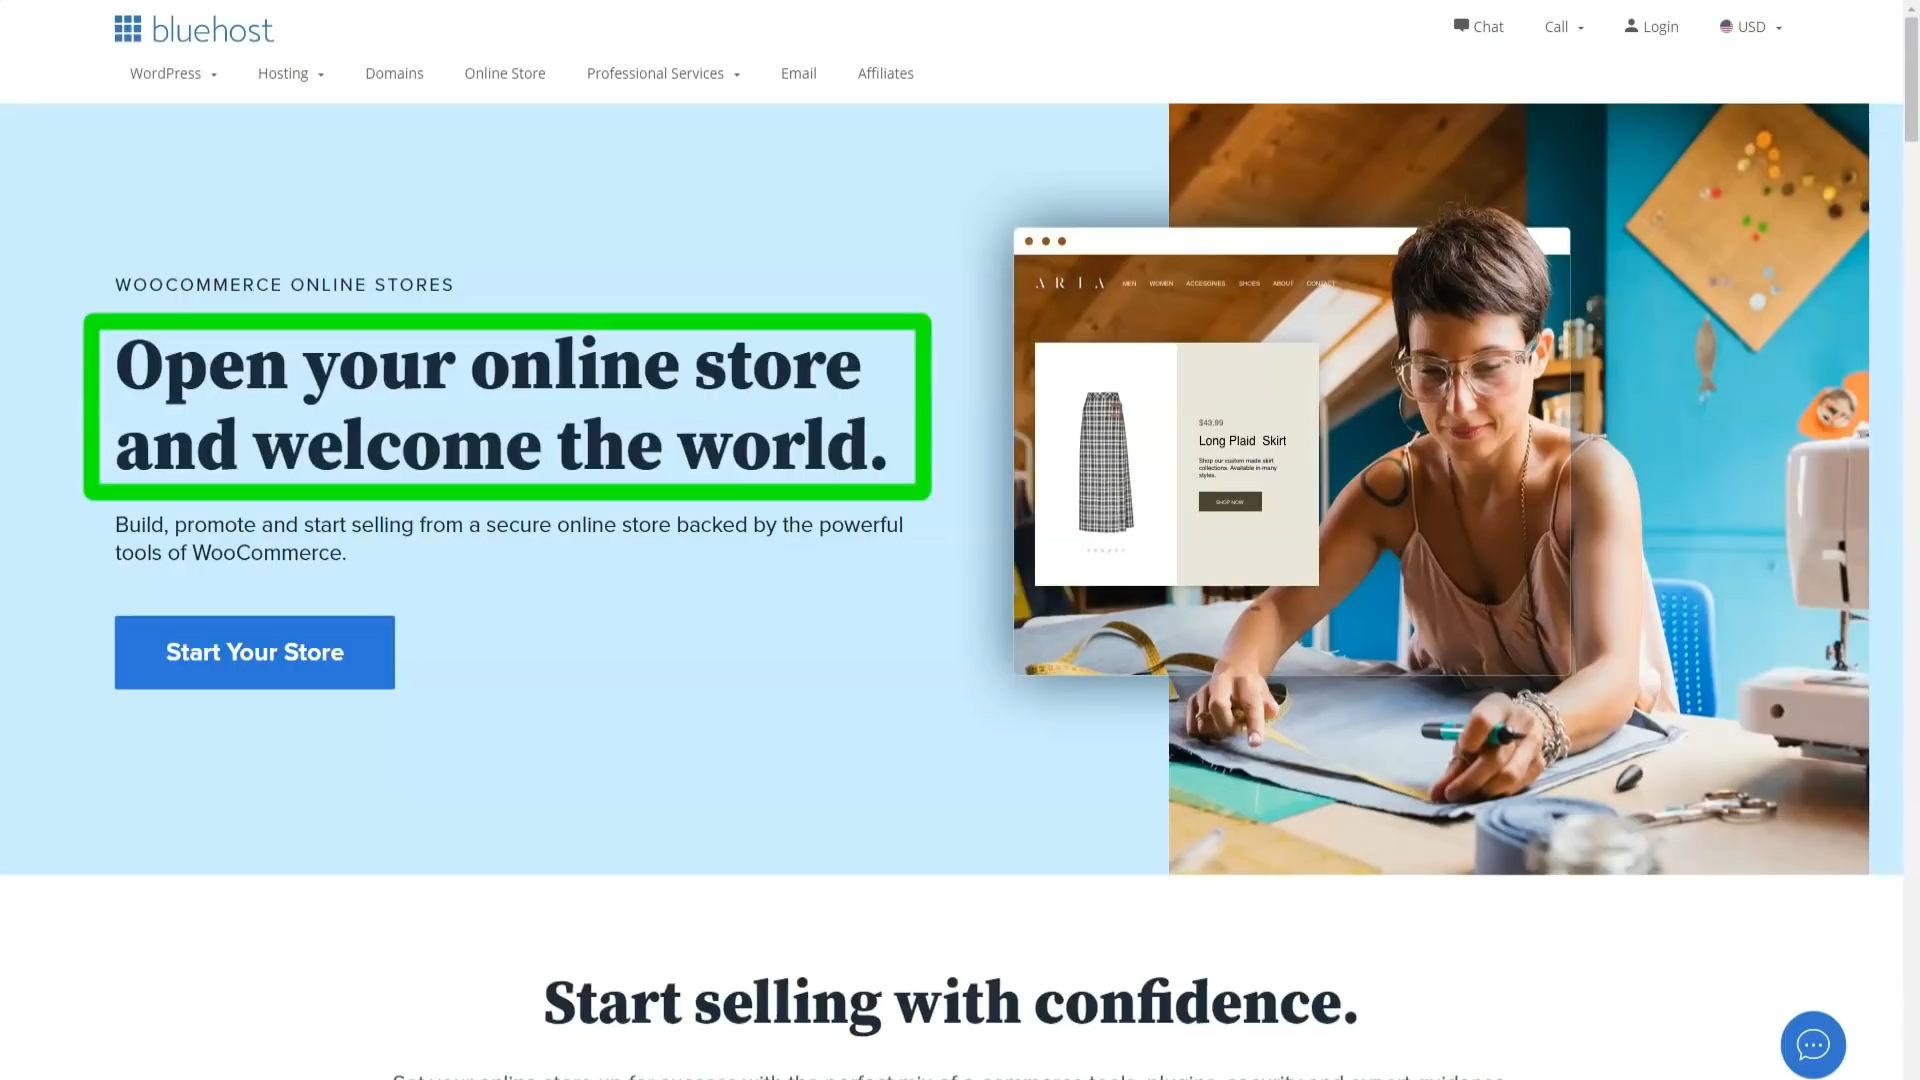 bluehost
Chat
Call
Login
USD
WordPress
Hosting
Domains
Online Store
Professional Services
Email
Affiliates
WOOCOMMERCE ONLINE STORES
Open your online store
and welcome the world.
Build, promote and start selling from a secure online store backed by the powerful
tools of WooCommerce.
Start Your Store
ARIA
MEN
WOMEN
ACCESORIES
SHOES
ABOUT
CONTACT
$43.99
Long Plaid Skirt
Shop our custom made skirt
collections. Available in many
styles.
SHOP NOW
Start selling with confidence.